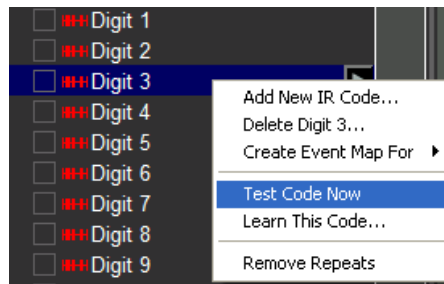 Digit 1
Digit 2
Digit 3
Digit 4
Digit 5
Digit 6
Digit 7
Digit 8
Digit 9
Add New IR Code...
Delete Digit 3...
Create Event Map For
Test Code Now
Learn This Code...
Remove Repeats